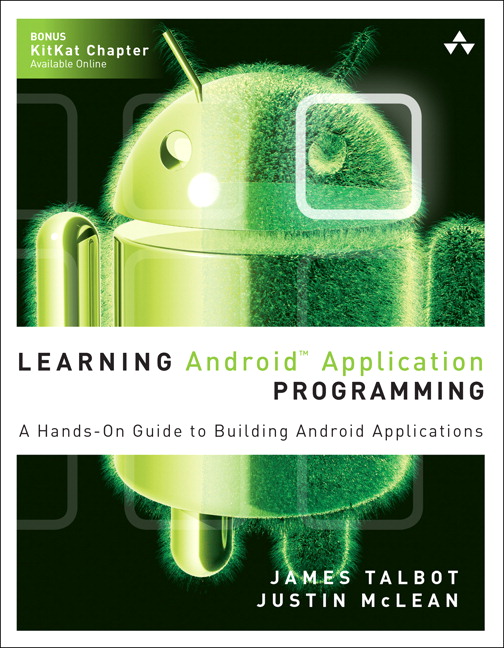 BONUS
KitKat Chapter
Available Online
LEARNING Android™ Application
PROGRAMMING
A Hands-On Guide to Building Android Applications
JAMES TALBOT
JUSTIN McLEAN